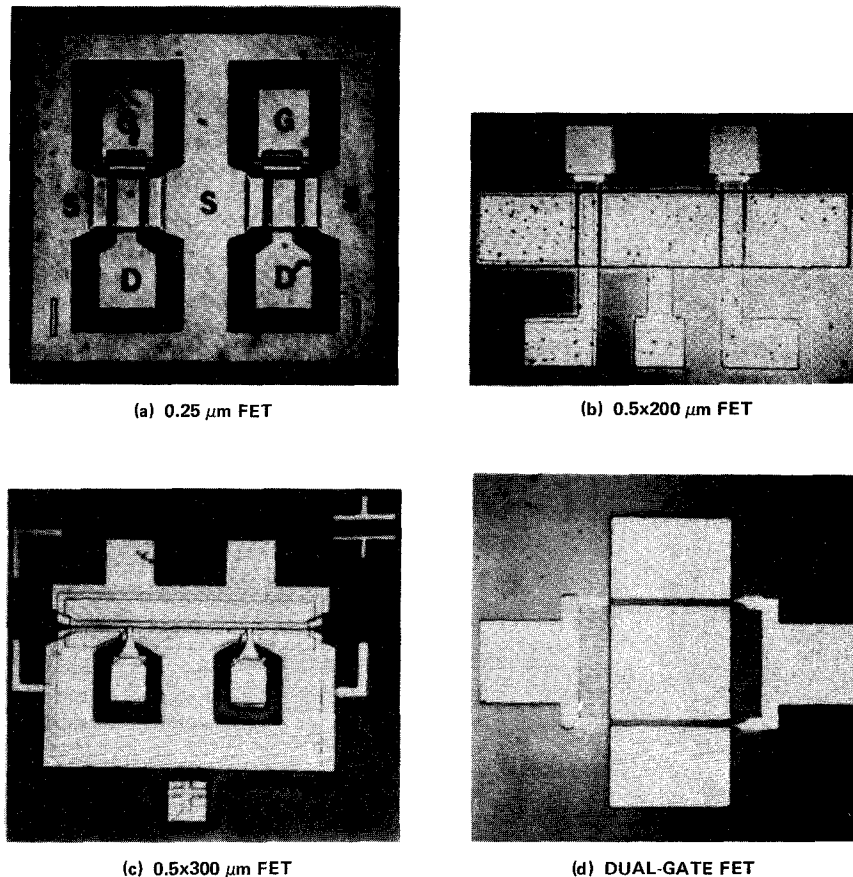 G G
S S S
D D
(a) 0.25 μm FET
(b) 0.5x200 μm FET
(c) 0.5x300 μm FET
(d) DUAL-GATE FET